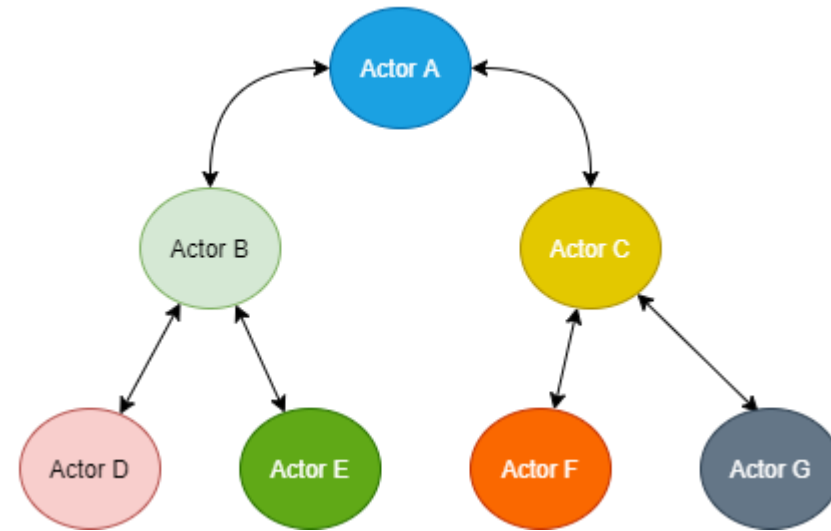 Actor A
Actor B
Actor C
Actor D
Actor E
Actor F
Actor G